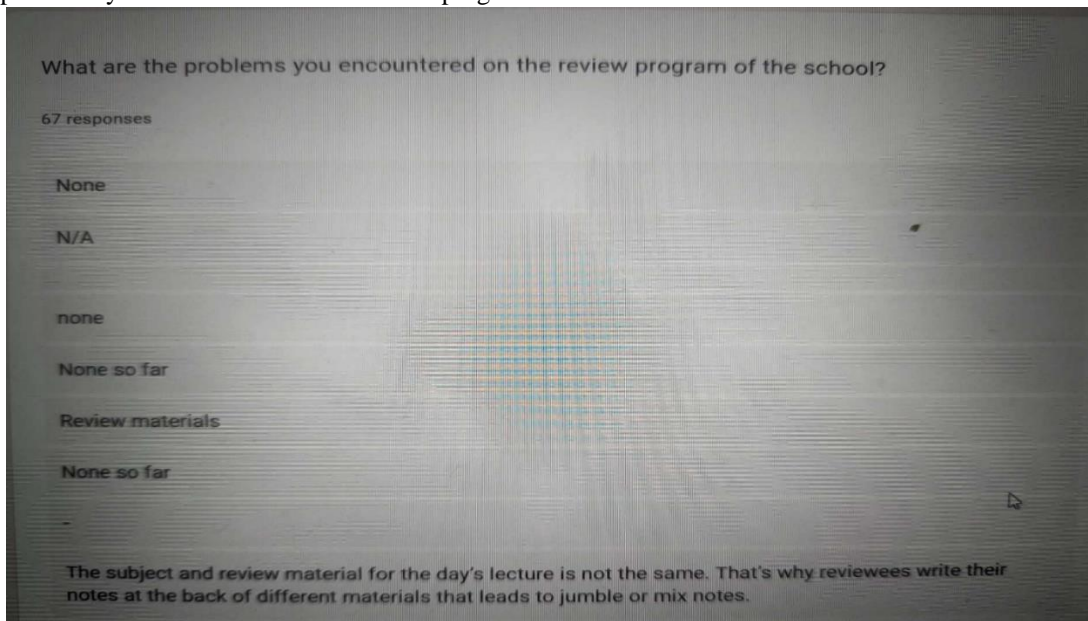 What are the problems you encountered on the review program of the school?
67 responses
None
N/A
none
None so far
Review materials
None so far
-
The subject and review material for the day's lecture is not the same. That's why reviewees write their
notes at the back of different materials that leads to jumble or mix notes.